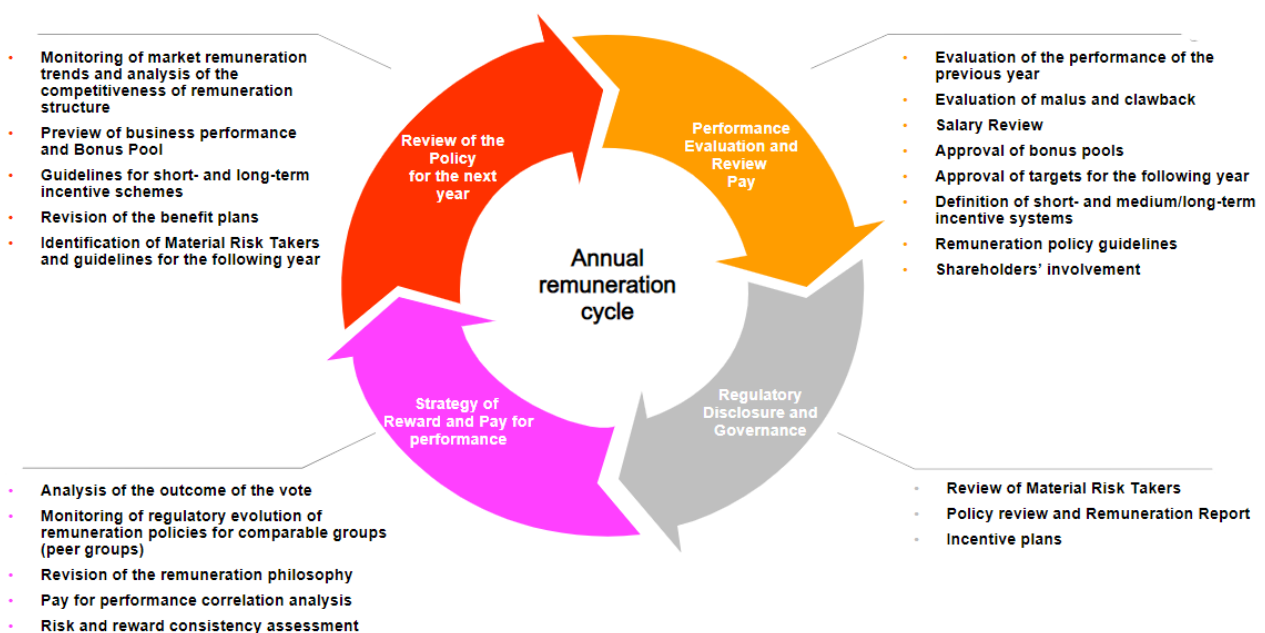 Monitoring of market remuneration
trends and analysis of the
competitiveness of remuneration
structure
Preview of business performance
and Bonus Pool
Guidelines for short- and long-term
incentive schemes
Revision of the benefit plans
Identification of Material Risk Takers
and guidelines for the following year
Review of the
Policy
for the next
year
Performance
Evaluation and
Review
Pay
Evaluation of the performance of the
previous year
Evaluation of malus and clawback
Salary Review
Approval of bonus pools
Approval of targets for the following year
Definition of short- and medium/long-term
incentive systems
Remuneration policy guidelines
Shareholders' involvement
Annual
remuneration
cycle
Strategy of
Reward and Pay for
performance
Regulatory
Disclosure and
Governance
Analysis of the outcome of the vote
Monitoring of regulatory evolution of
remuneration policies for comparable groups
(peer groups)
Revision of the remuneration philosophy
Pay for performance correlation analysis
Risk and reward consistency assessment
Review of Material Risk Takers
Policy review and Remuneration Report
Incentive plans